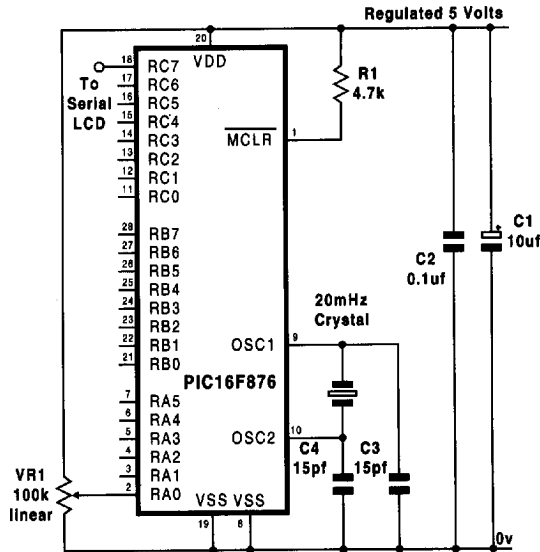 Regulated 5 Volts
20
VDD
18 RC7
17 RC6
16 RC5
15 RC4
14 RC3
13 RC2
12 RC1
11 RC0
To
Serial
LCD
R1
4.7k
MCLR
1
28 RB7
27 RB6
26 RB5
25 RB4
24 RB3
23 RB2
22 RB1
21 RB0
C2
0.1uf
+
C1
10uf
20mHz
Crystal
OSC1
9
PIC16F876
7 RA5
6 RA4
5 RA3
4 RA2
3 RA1
2 RA0
OSC2
10
C4
15pf
C3
15pf
VR1
100k
linear
VSS VSS
19 8
0v